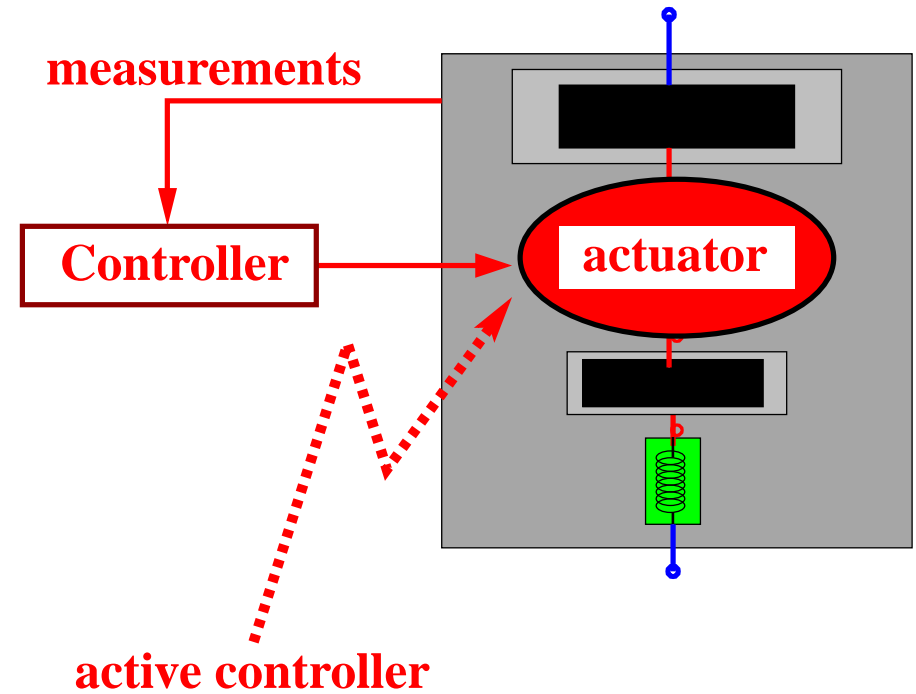 measurements
Controller
actuator
active controller